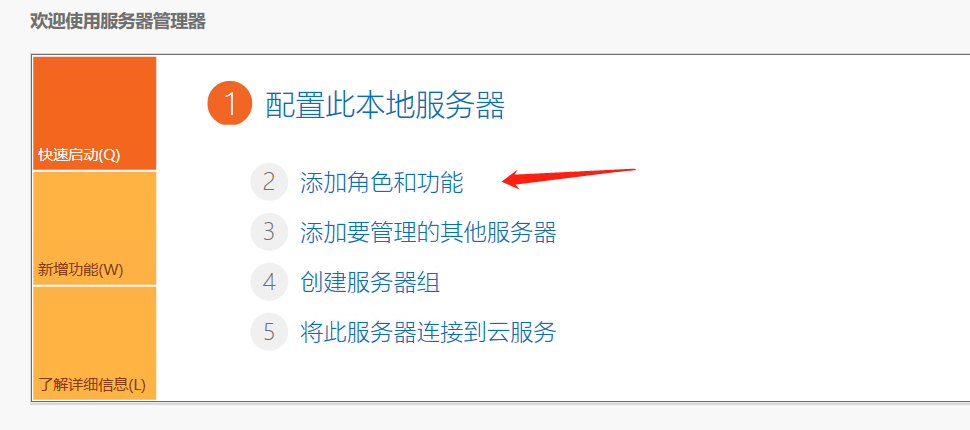 欢迎使用服务器管理器
1 配置此本地服务器
快速启动(Q)
2 添加角色和功能
3 添加要管理的其他服务器
新增功能(W)
4 创建服务器组
5 将此服务器连接到云服务
了解详细信息(L)